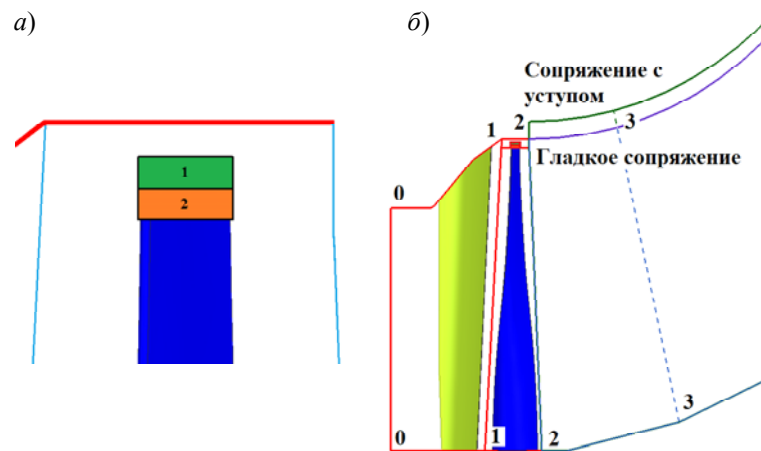 а)
1
2
б)
Сопряжение с
уступом
0
1
2
3
Гладкое сопряжение
0
1
2
3